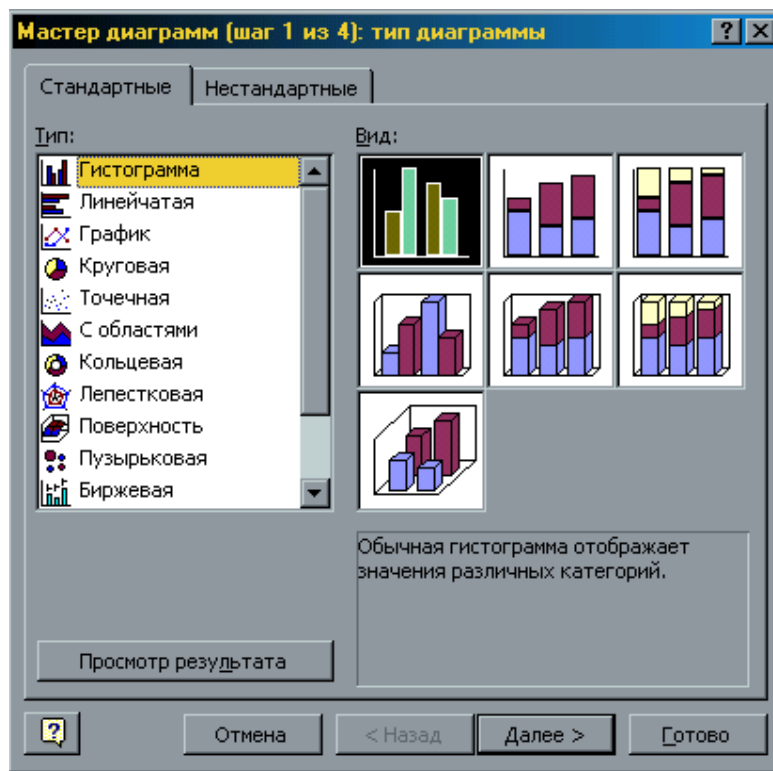 Мастер диаграмм (шаг 1 из 4): тип диаграммы
Стандартные
Нестандартные
Тип:
Гистограмма
Линейчатая
График
Круговая
Точечная
С областями
Кольцевая
Лепестковая
Поверхность
Пузырьковая
Биржевая
Вид:
Обычная гистограмма отображает
значения различных категорий.
Просмотр результата
Отмена
< Назад
Далее >
Готово